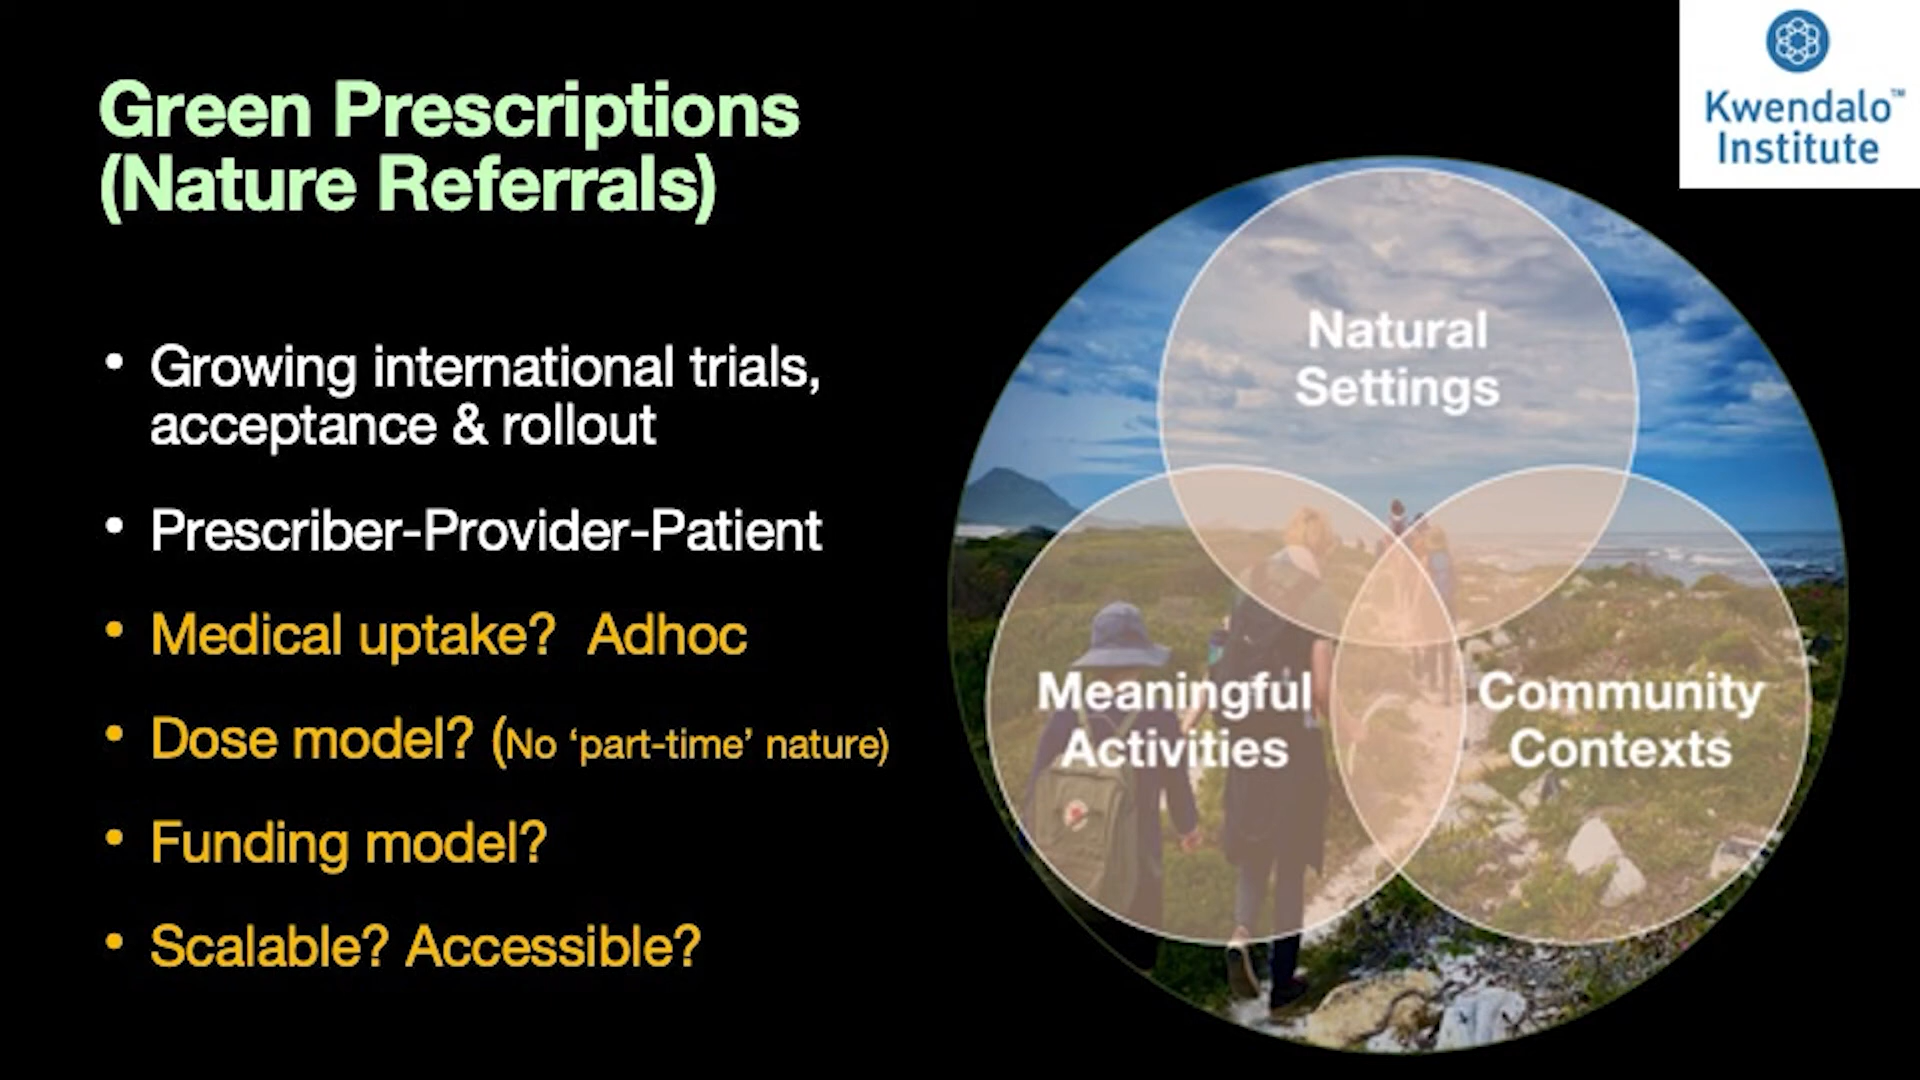 Green Prescriptions
(Nature Referrals)
• Growing international trials,
acceptance & rollout
• Prescriber-Provider-Patient
• Medical uptake?  Adhoc
• Dose model? (No ‘part-time’ nature)
• Funding model?
• Scalable? Accessible?
Kwendalo™
Institute
Natural
Settings
Meaningful
Activities
Community
Contexts